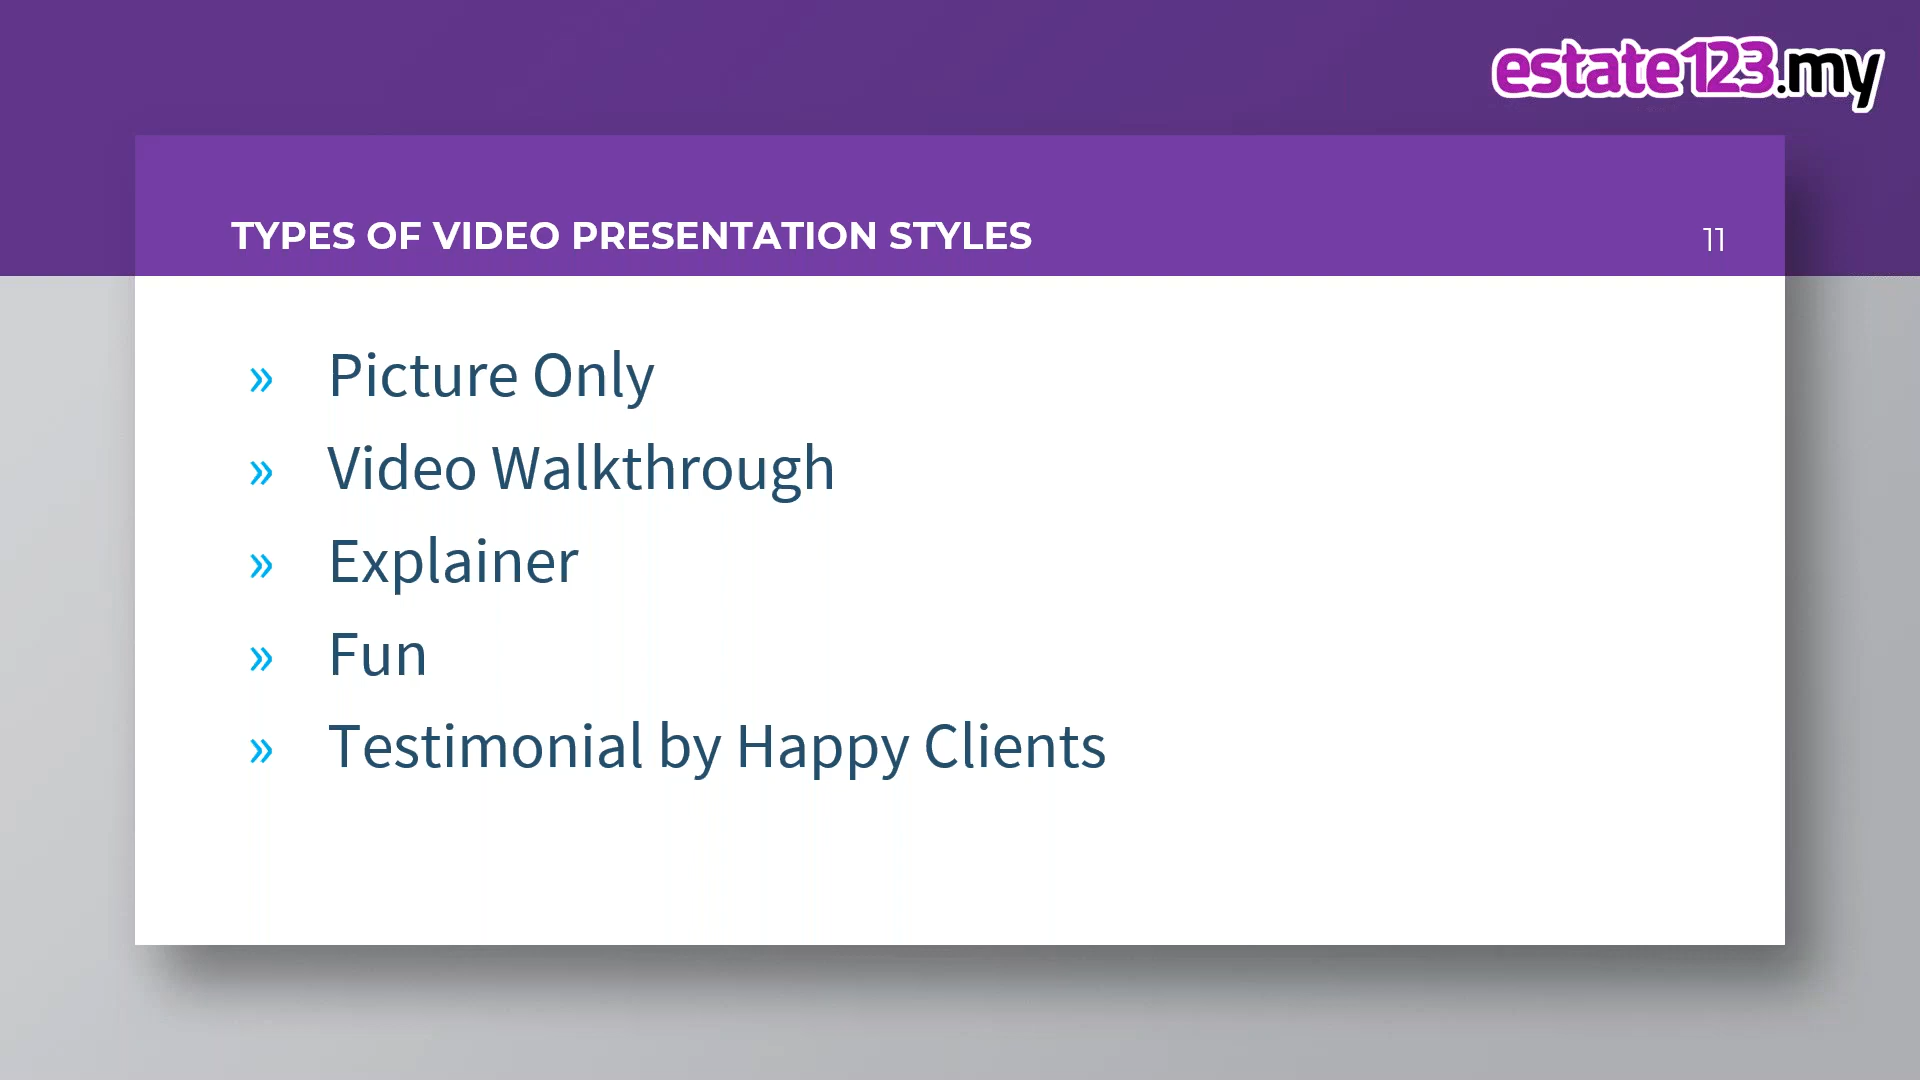 estate123.my
TYPES OF VIDEO PRESENTATION STYLES
11
» Picture Only
» Video Walkthrough
» Explainer
» Fun
» Testimonial by Happy Clients